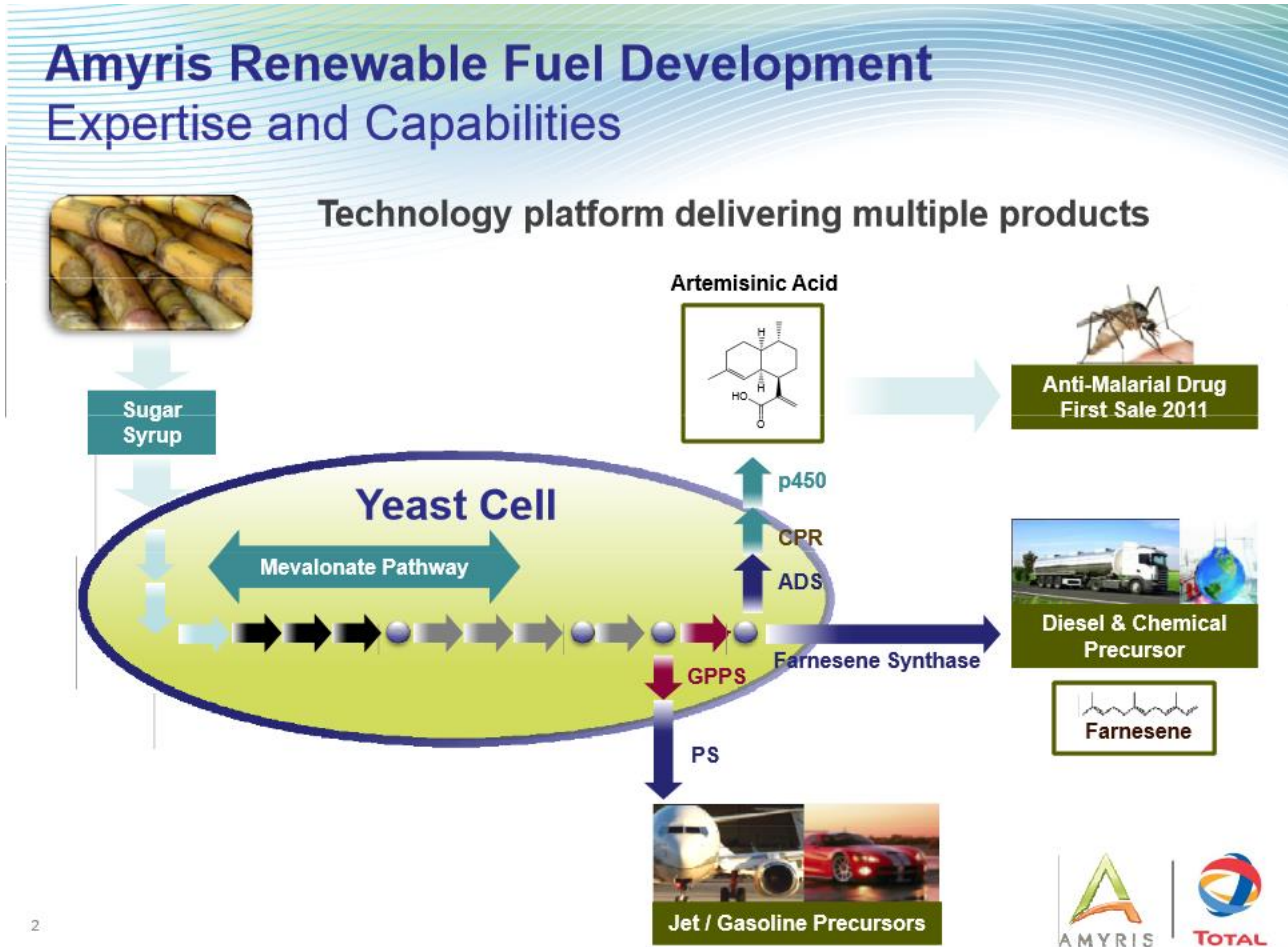 Amyris Renewable Fuel Development
Expertise and Capabilities
Technology platform delivering multiple products
Artemisinic Acid
H
H
HO
O
Anti-Malarial Drug
First Sale 2011
Sugar
Syrup
p450
Yeast Cell
CPR
Mevalonate Pathway
ADS
Diesel & Chemical
Precursor
Farnesene Synthase
GPPS
Farnesene
PS
Jet / Gasoline Precursors
AMYRIS
TOTAL
2